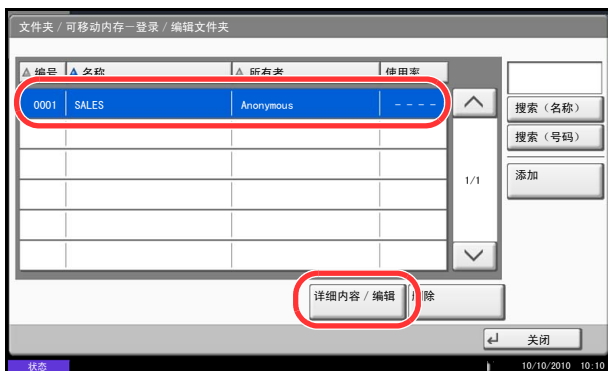 文件夹 / 可移动内存－登录 / 编辑文件夹
编号 名称 所有者 使用率
0001 SALES Anonymous - - - -
搜索（名称）
搜索（号码）
1/1
添加
详细内容 / 编辑 删除
关闭
状态 10/10/2010 10:10